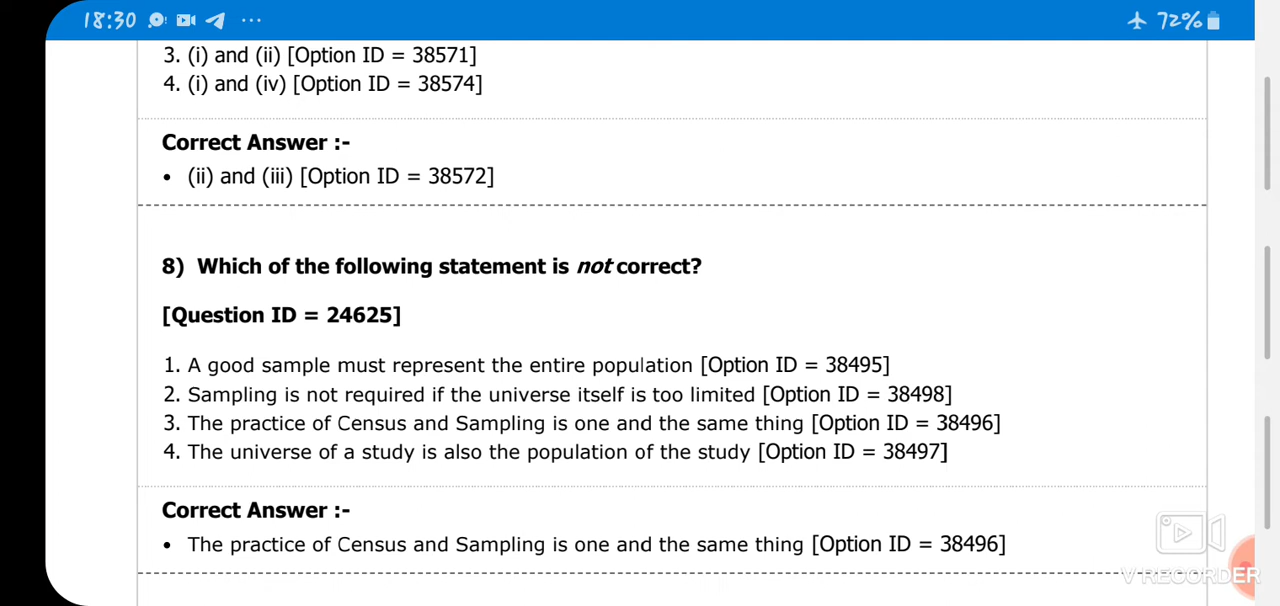 18:30 72%
3. (i) and (ii) [Option ID = 38571]
4. (i) and (iv) [Option ID = 38574]
Correct Answer :-
• (ii) and (iii) [Option ID = 38572]
8) Which of the following statement is not correct?
[Question ID = 24625]
1. A good sample must represent the entire population [Option ID = 38495]
2. Sampling is not required if the universe itself is too limited [Option ID = 38498]
3. The practice of Census and Sampling is one and the same thing [Option ID = 38496]
4. The universe of a study is also the population of the study [Option ID = 38497]
Correct Answer :-
• The practice of Census and Sampling is one and the same thing [Option ID = 38496]
V RECORDER